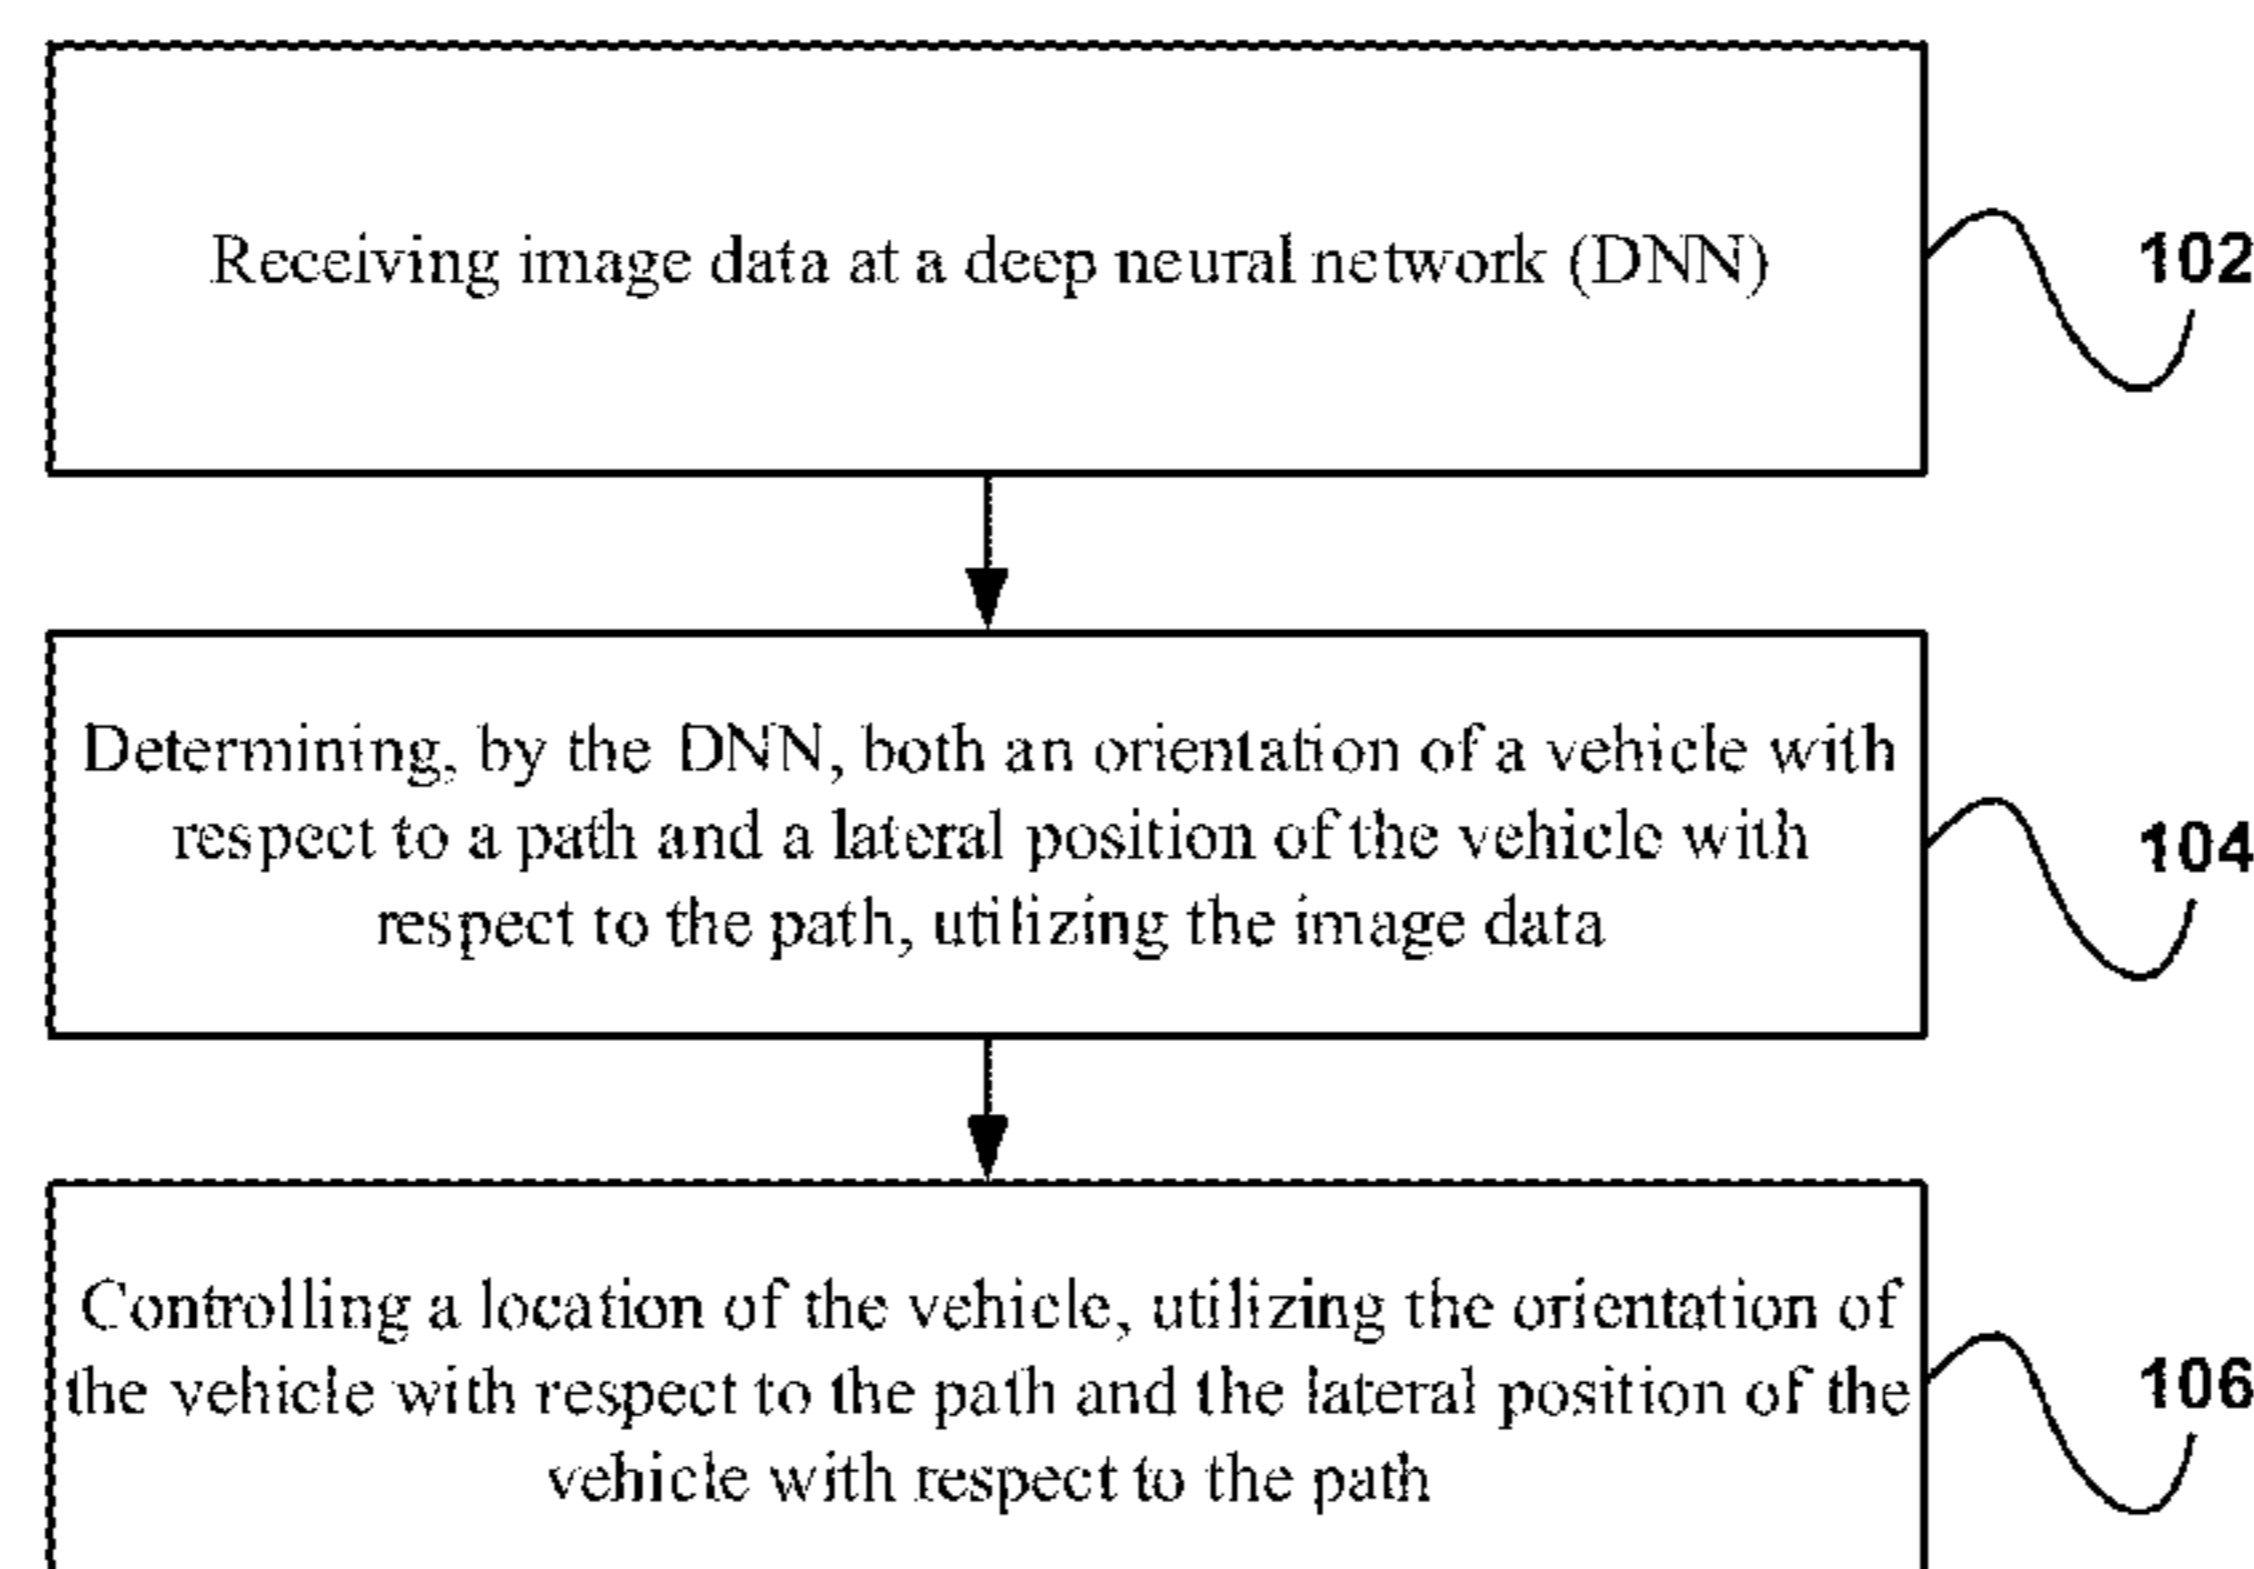 Receiving image data at a deep neural network (DNN)
102
Determining, by the DNN, both an orientation of a vehicle with
respect to a path and a lateral position of the vehicle with
respect to the path, utilizing the image data
104
Controlling a location of the vehicle, utilizing the orientation of
the vehicle with respect to the path and the lateral position of the
vehicle with respect to the path
106